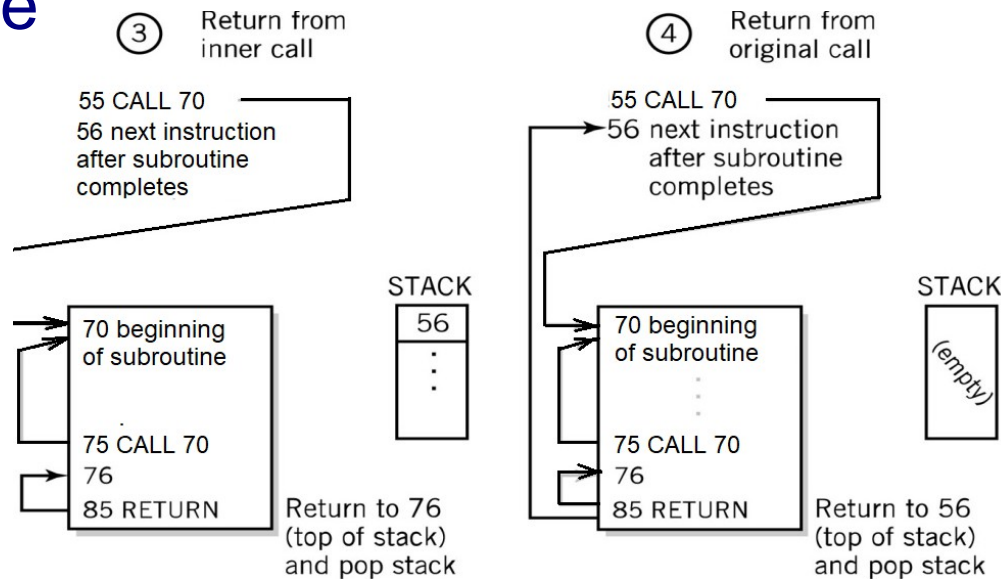 e
3 Return from
inner call
55 CALL 70
56 next instruction
after subroutine
completes
STACK
56
70 beginning
of subroutine
75 CALL 70
76
85 RETURN
Return to 76
(top of stack)
and pop stack
4 Return from
original call
55 CALL 70
56 next instruction
after subroutine
completes
STACK
(empty)
70 beginning
of subroutine
75 CALL 70
76
85 RETURN
Return to 56
(top of stack)
and pop stack